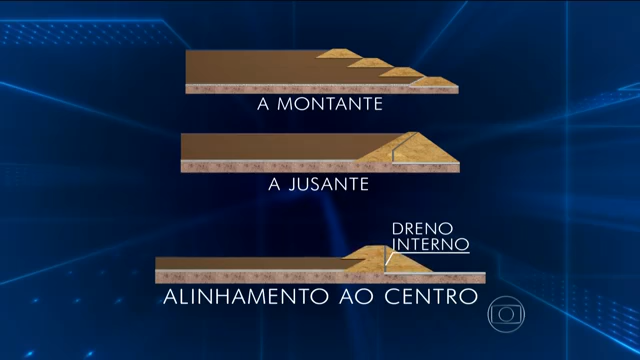 A MONTANTE
A JUSANTE
DRENO
INTERNO
ALINHAMENTO AO CENTRO